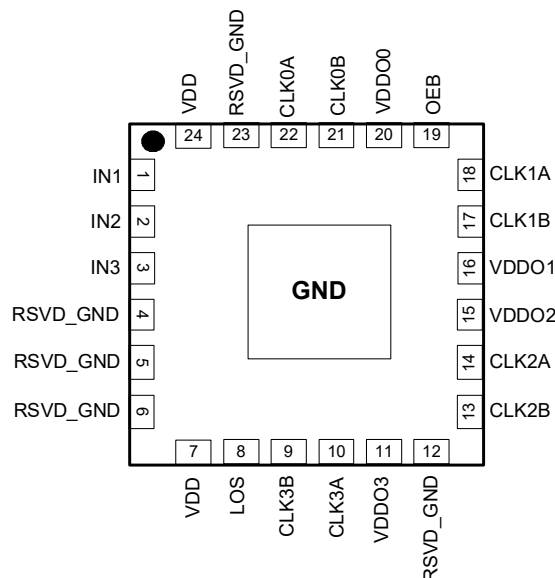 VDD
RSVD_GND
CLK0A
CLK0B
VDDO0
OEB
24
23
22
21
20
19
IN1
1
18
CLK1A
IN2
2
17
CLK1B
IN3
3
16
VDDO1
GND
RSVD_GND
4
15
VDDO2
RSVD_GND
5
14
CLK2A
RSVD_GND
6
13
CLK2B
7
8
9
10
11
12
VDD
LOS
CLK3B
CLK3A
VDDO3
RSVD_GND